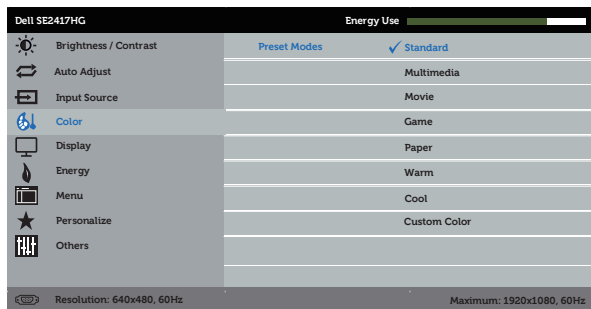 Dell SE2417HG Energy Use
Brightness / Contrast Preset Modes Standard
Auto Adjust Multimedia
Input Source Movie
Color Game
Display Paper
Energy Warm
Menu Cool
Personalize Custom Color
Others
Resolution: 640x480, 60Hz Maximum: 1920x1080, 60Hz